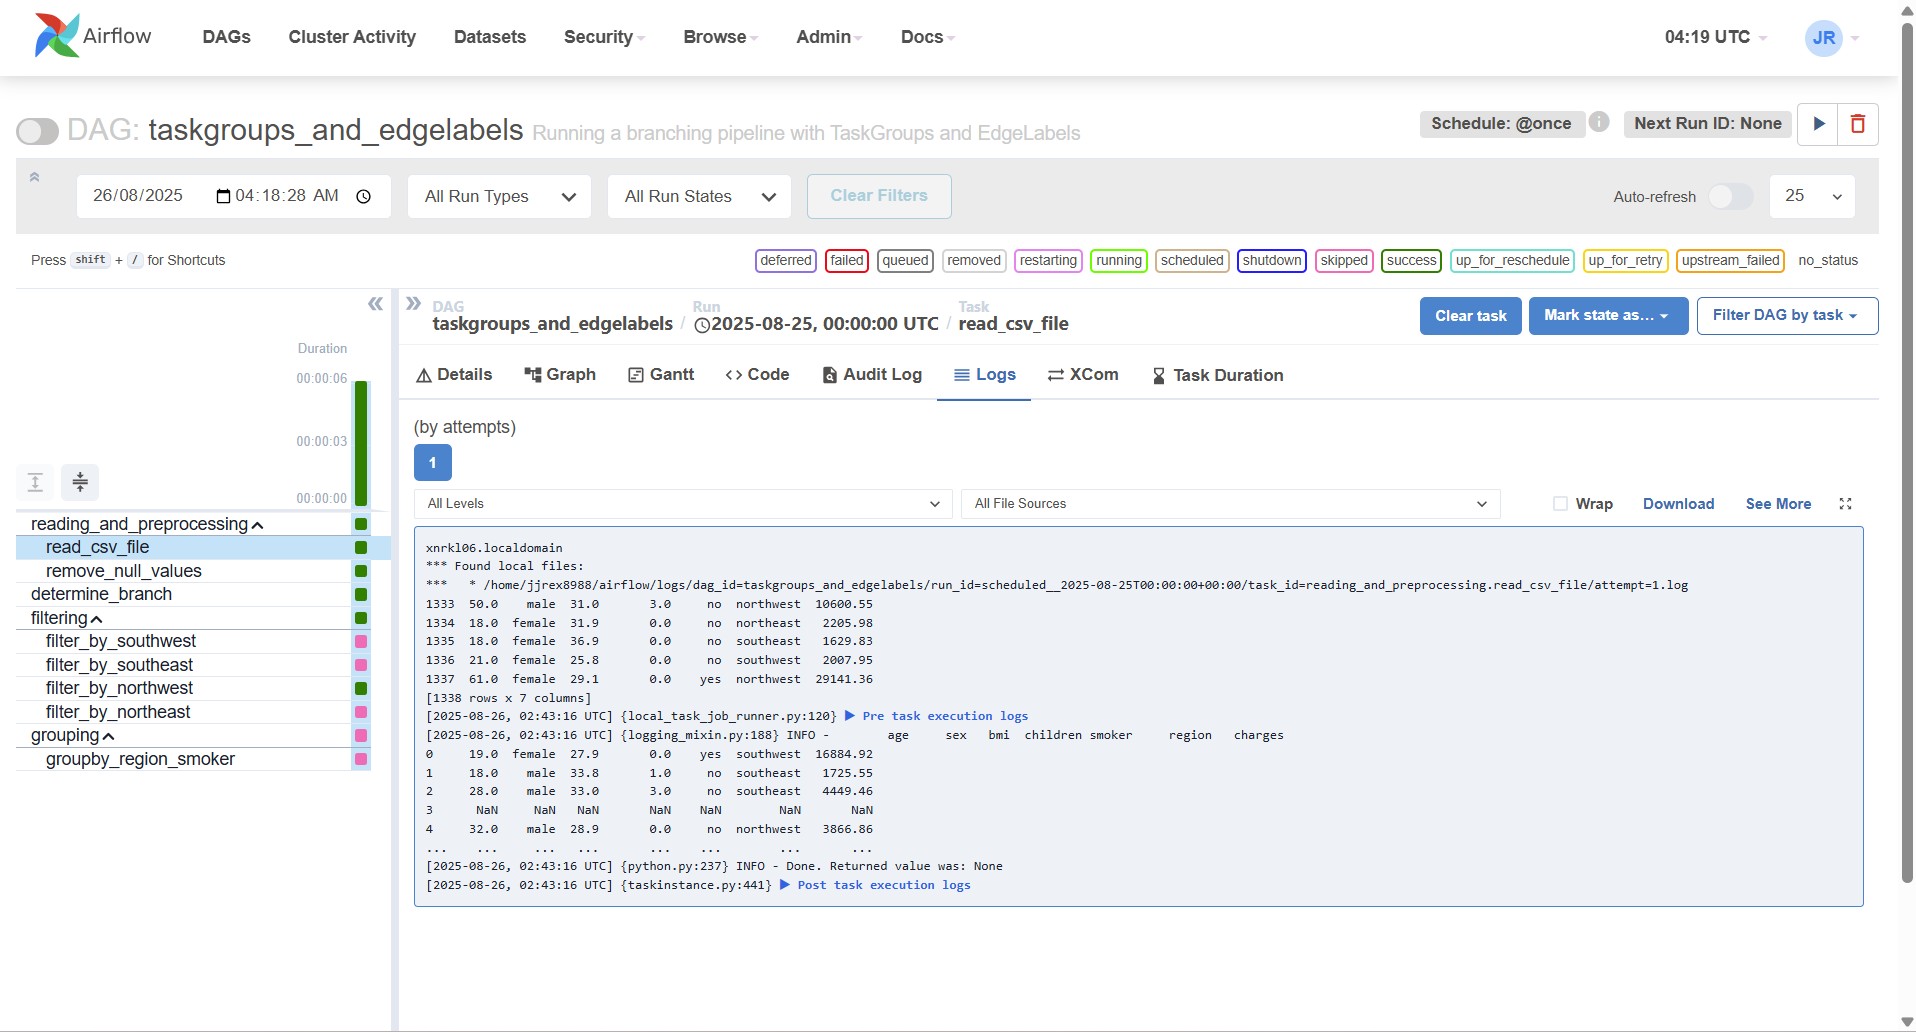 Airflow DAGs Cluster Activity Datasets Security Browse Admin Docs 04:19 UTC JR
DAG: taskgroups_and_edgelabels Running a branching pipeline with TaskGroups and EdgeLabels Schedule: @once i Next Run ID: None
26/08/2025 04:18:28 AM All Run Types All Run States Clear Filters Auto-refresh 25
Press shift + / for Shortcuts deferred failed queued removed restarting running scheduled shutdown skipped success up_for_reschedule up_for_retry upstream_failed no_status
DAG Run Task
taskgroups_and_edgelabels / 2025-08-25, 00:00:00 UTC / read_csv_file Clear task Mark state as... Filter DAG by task
Duration
00:00:06
00:00:03
00:00:00
reading_and_preprocessing
read_csv_file
remove_null_values
determine_branch
filtering
filter_by_southwest
filter_by_southeast
filter_by_northwest
filter_by_northeast
grouping
groupby_region_smoker
Details Graph Gantt Code Audit Log Logs XCom Task Duration
(by attempts)
1
All Levels All File Sources Wrap Download See More
xnrkl06.localdomain
*** Found local files:
***   * /home/jjrex8988/airflow/logs/dag_id=taskgroups_and_edgelabels/run_id=scheduled__2025-08-25T00:00:00+00:00/task_id=reading_and_preprocessing.read_csv_file/attempt=1.log
1333  50.0    male  31.0       3.0     no  northwest  10600.55
1334  18.0  female  31.9       0.0     no  northeast   2205.98
1335  18.0  female  36.9       0.0     no  southeast   1629.83
1336  21.0  female  25.8       0.0     no  southwest   2007.95
1337  61.0  female  29.1       0.0    yes  northwest  29141.36
[1338 rows x 7 columns]
[2025-08-26, 02:43:16 UTC] {local_task_job_runner.py:120} ▶ Pre task execution logs
[2025-08-26, 02:43:16 UTC] {logging_mixin.py:188} INFO -        age     sex   bmi  children smoker     region   charges
0     19.0  female  27.9       0.0    yes  southwest  16884.92
1     18.0    male  33.8       1.0     no  southeast   1725.55
2     28.0    male  33.0       3.0     no  southeast   4449.46
3      NaN     NaN   NaN       NaN    NaN        NaN       NaN
4     32.0    male  28.9       0.0     no  northwest   3866.86
...    ...     ...   ...       ...    ...        ...       ...
[2025-08-26, 02:43:16 UTC] {python.py:237} INFO - Done. Returned value was: None
[2025-08-26, 02:43:16 UTC] {taskinstance.py:441} ▶ Post task execution logs